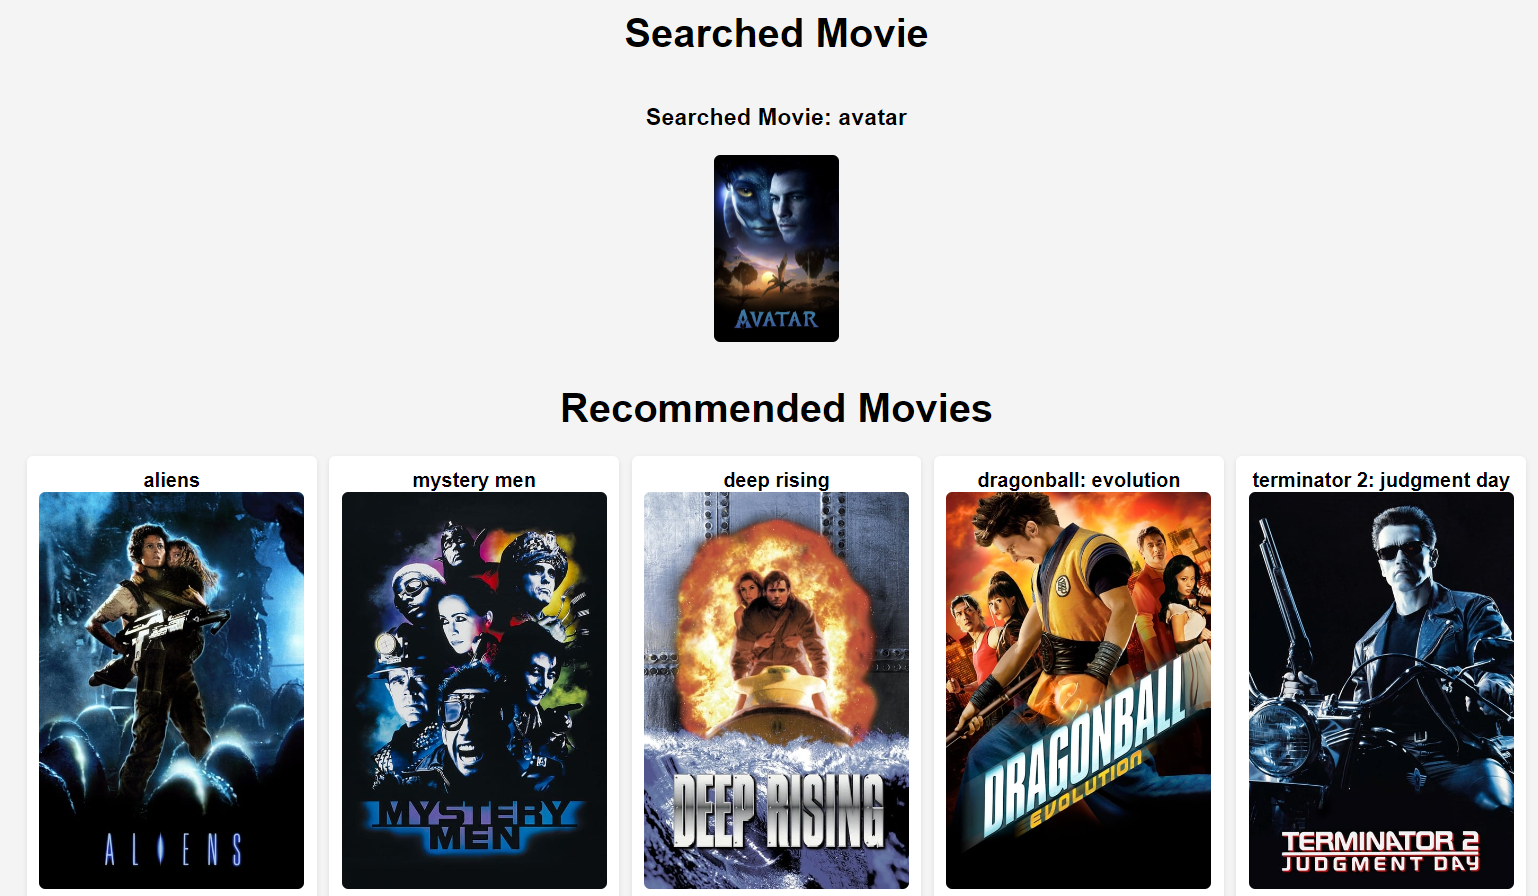 Searched Movie
Searched Movie: avatar
AVATAR
Recommended Movies
aliens
mystery men
deep rising
dragonball: evolution
terminator 2: judgment day
ALIENS
MYSTERY
MEN
DEEP RISING
DRAGONBALL
EVOLUTION
TERMINATOR 2
JUDGMENT DAY